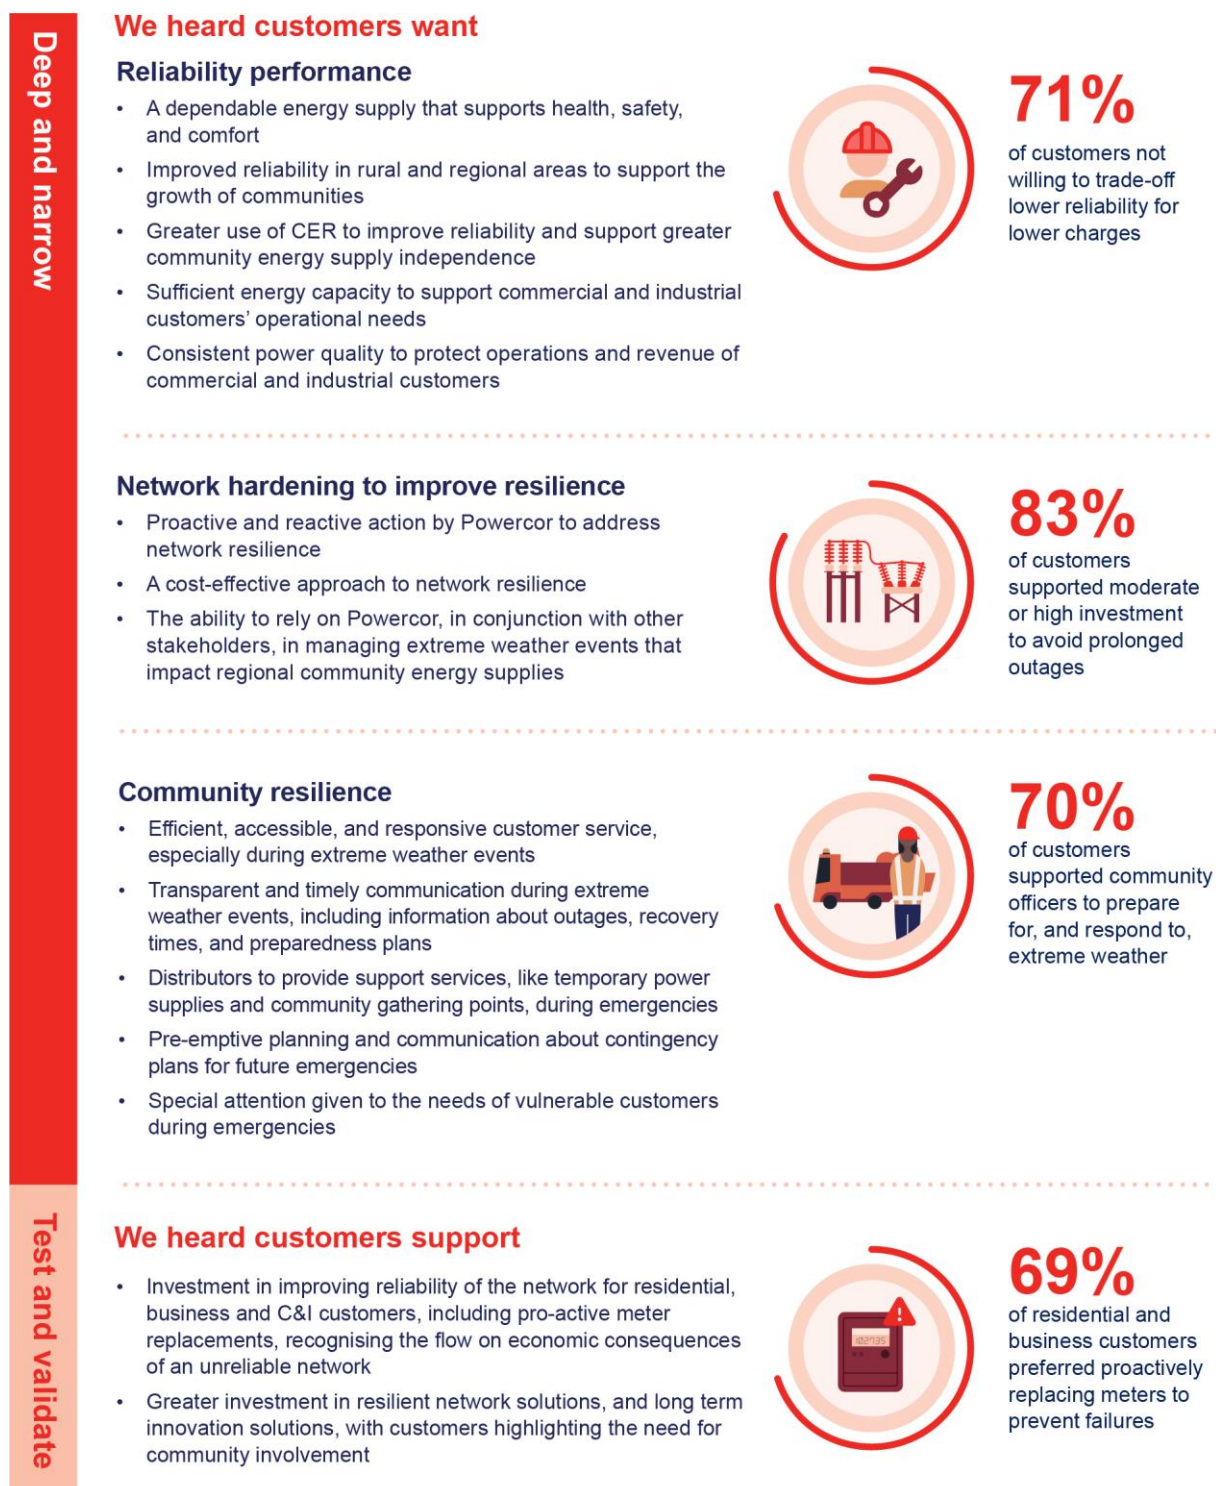 Deep and narrow
We heard customers want
Reliability performance
• A dependable energy supply that supports health, safety,
and comfort
• Improved reliability in rural and regional areas to support the
growth of communities
• Greater use of CER to improve reliability and support greater
community energy supply independence
• Sufficient energy capacity to support commercial and industrial
customers’ operational needs
• Consistent power quality to protect operations and revenue of
commercial and industrial customers
71%
of customers not
willing to trade-off
lower reliability for
lower charges
Network hardening to improve resilience
• Proactive and reactive action by Powercor to address
network resilience
• A cost-effective approach to network resilience
• The ability to rely on Powercor, in conjunction with other
stakeholders, in managing extreme weather events that
impact regional community energy supplies
83%
of customers
supported moderate
or high investment
to avoid prolonged
outages
Community resilience
• Efficient, accessible, and responsive customer service,
especially during extreme weather events
• Transparent and timely communication during extreme
weather events, including information about outages, recovery
times, and preparedness plans
• Distributors to provide support services, like temporary power
supplies and community gathering points, during emergencies
• Pre-emptive planning and communication about contingency
plans for future emergencies
• Special attention given to the needs of vulnerable customers
during emergencies
70%
of customers
supported community
officers to prepare
for, and respond to,
extreme weather
Test and validate
We heard customers support
• Investment in improving reliability of the network for residential,
business and C&I customers, including pro-active meter
replacements, recognising the flow on economic consequences
of an unreliable network
• Greater investment in resilient network solutions, and long term
innovation solutions, with customers highlighting the need for
community involvement
102735
69%
of residential and
business customers
preferred proactively
replacing meters to
prevent failures